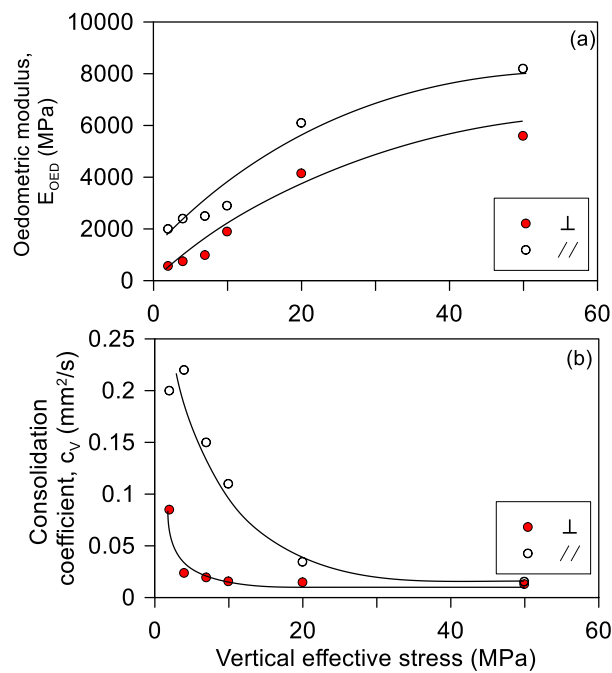 Oedometric modulus,
E_OED (MPa)
10000
8000
6000
4000
2000
0
(a)
⊥
//
0 20 40 60
Consolidation
coefficient, c_V (mm²/s)
0.25
0.2
0.15
0.1
0.05
0
(b)
⊥
//
0 20 40 60
Vertical effective stress (MPa)